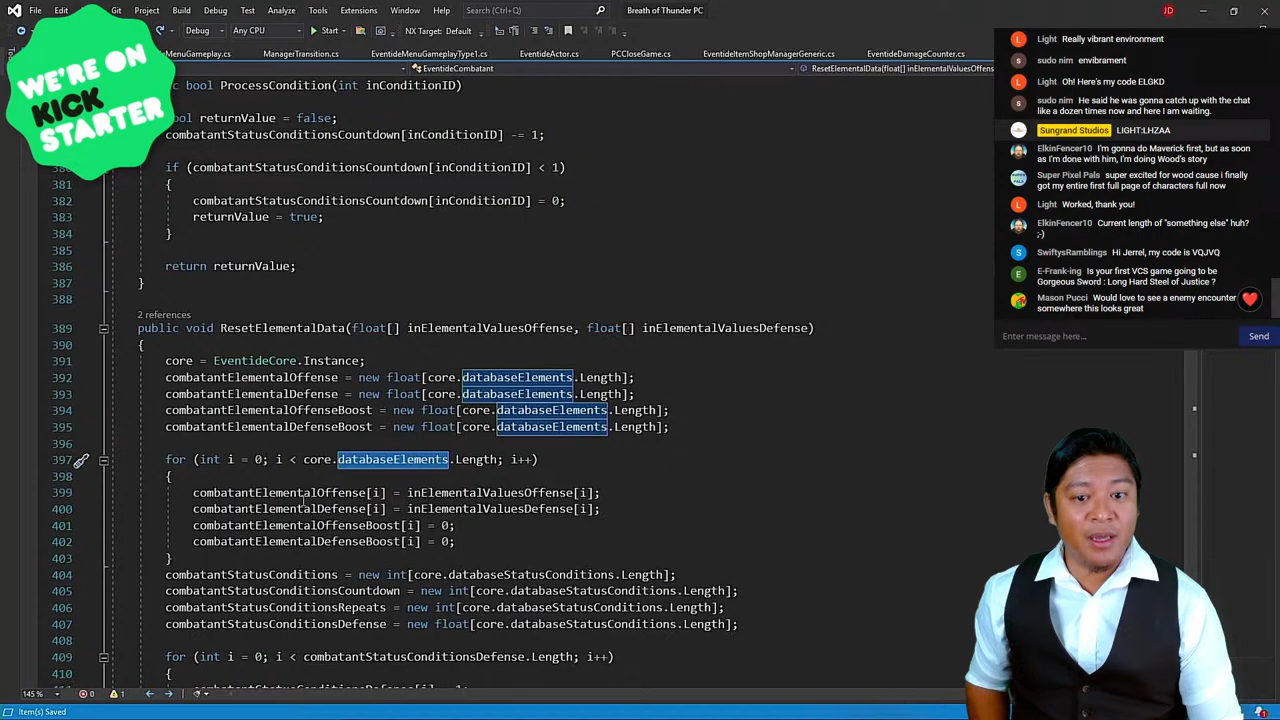 File
Edit
View
Git
Project
Build
Debug
Test
Analyze
Tools
Extensions
Window
Help
Search (Ctrl+Q)
Breath of Thunder PC
JD
Debug
Any CPU
Start
NX Target: Default
MenuGameplay.cs
ManagerTransition.cs
EventideMenuGameplayType1.cs
EventideActor.cs
PCCloseGame.cs
EventideItemShopManagerGeneric.cs
EventideDamageCounter.cs
EventideCombatant
ResetElementalData(float[] inElementalValuesOffens
WE'RE ON
KICK
STARTER
bool ProcessCondition(int inConditionID)
ool returnValue = false;
combatantStatusConditionsCountdown[inConditionID] -= 1;
if (combatantStatusConditionsCountdown[inConditionID] < 1)
381 {
382 combatantStatusConditionsCountdown[inConditionID] = 0;
383 returnValue = true;
384 }
385
386 return returnValue;
387 }
388
2 references
389 public void ResetElementalData(float[] inElementalValuesOffense, float[] inElementalValuesDefense)
390 {
391 core = EventideCore.Instance;
392 combatantElementalOffense = new float[core.databaseElements.Length];
393 combatantElementalDefense = new float[core.databaseElements.Length];
394 combatantElementalOffenseBoost = new float[core.databaseElements.Length];
395 combatantElementalDefenseBoost = new float[core.databaseElements.Length];
396
397 for (int i = 0; i < core.databaseElements.Length; i++)
398 {
399 combatantElementalOffense[i] = inElementalValuesOffense[i];
400 combatantElementalDefense[i] = inElementalValuesDefense[i];
401 combatantElementalOffenseBoost[i] = 0;
402 combatantElementalDefenseBoost[i] = 0;
403 }
404 combatantStatusConditions = new int[core.databaseStatusConditions.Length];
405 combatantStatusConditionsCountdown = new int[core.databaseStatusConditions.Length];
406 combatantStatusConditionsRepeats = new int[core.databaseStatusConditions.Length];
407 combatantStatusConditionsDefense = new float[core.databaseStatusConditions.Length];
408
409 for (int i = 0; i < combatantStatusConditionsDefense.Length; i++)
410 {
145 %
0
1
Item(s) Saved
Light Really vibrant environment
sudo nim envibrament
Light Oh! Here's my code ELGKD
sudo nim He said he was gonna catch up with the chat
like a dozen times now and here I am waiting.
Sungrand Studios LIGHT:LHZAA
ElkinFencer10 I'm gonna do Maverick first, but as soon
as I'm done with him, I'm doing Wood's story
Super Pixel Pals super excited for wood cause i finally
got my entire first full page of characters full now
Light Worked, thank you!
ElkinFencer10 Current length of "something else" huh?
;-)
SwiftysRamblings Hi Jerrel, my code is VQJVQ
E-Frank-ing Is your first VCS game going to be
Gorgeous Sword : Long Hard Steel of Justice ?
Mason Pucci Would love to see a enemy encounter
somewhere this looks great
Enter message here...
Send